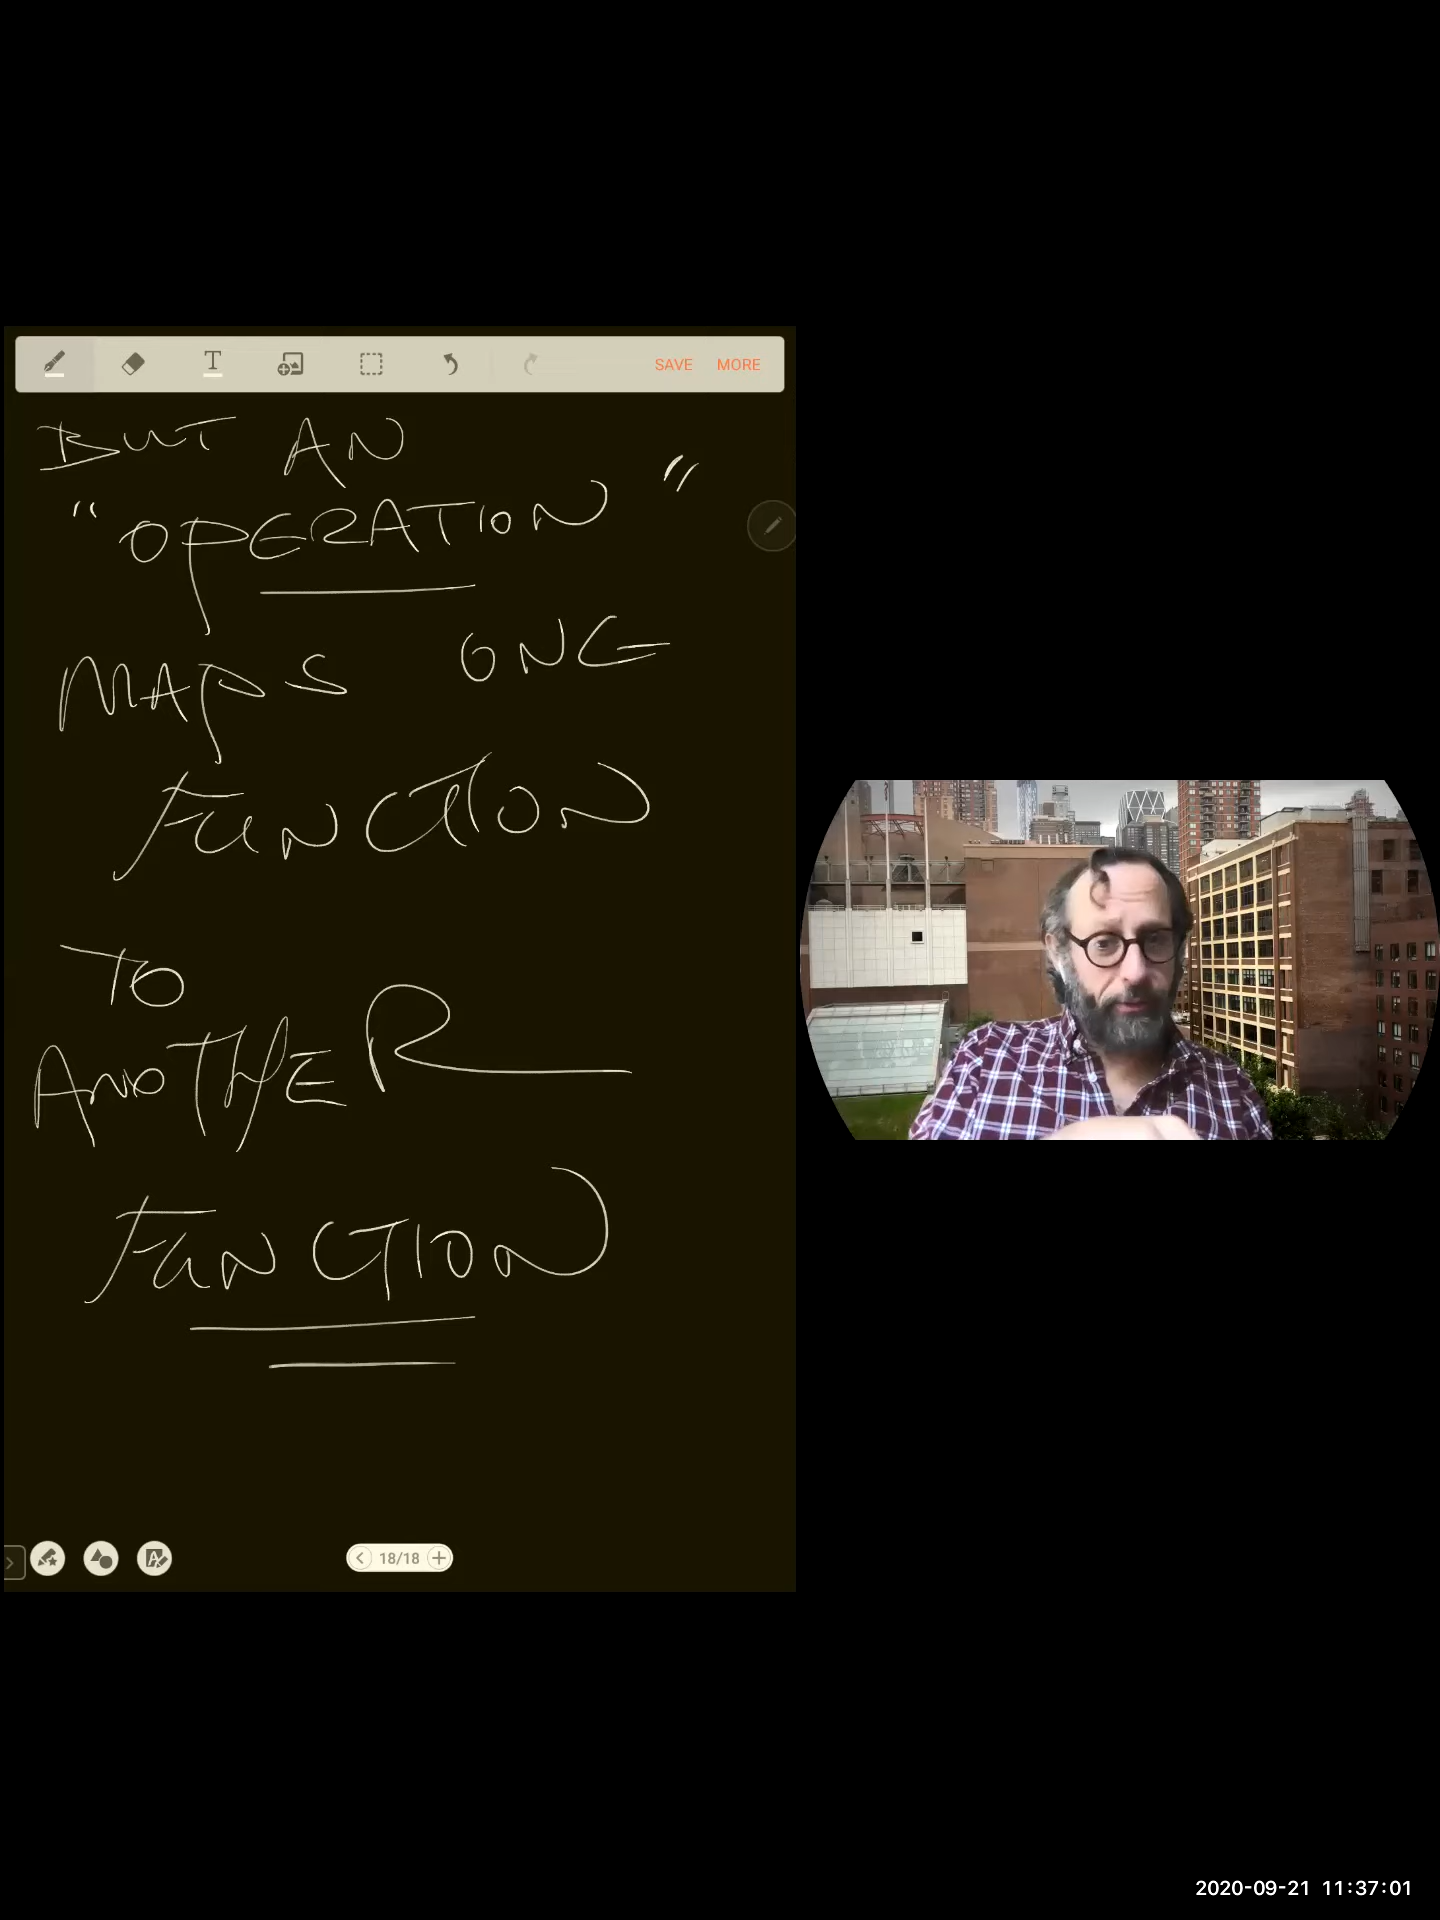 T
SAVE MORE
BUT AN
"OPERATION"
MAPS ONE
FUNCTION
TO
ANOTHER
FUNCTION
18/18
2020-09-21 11:37:01